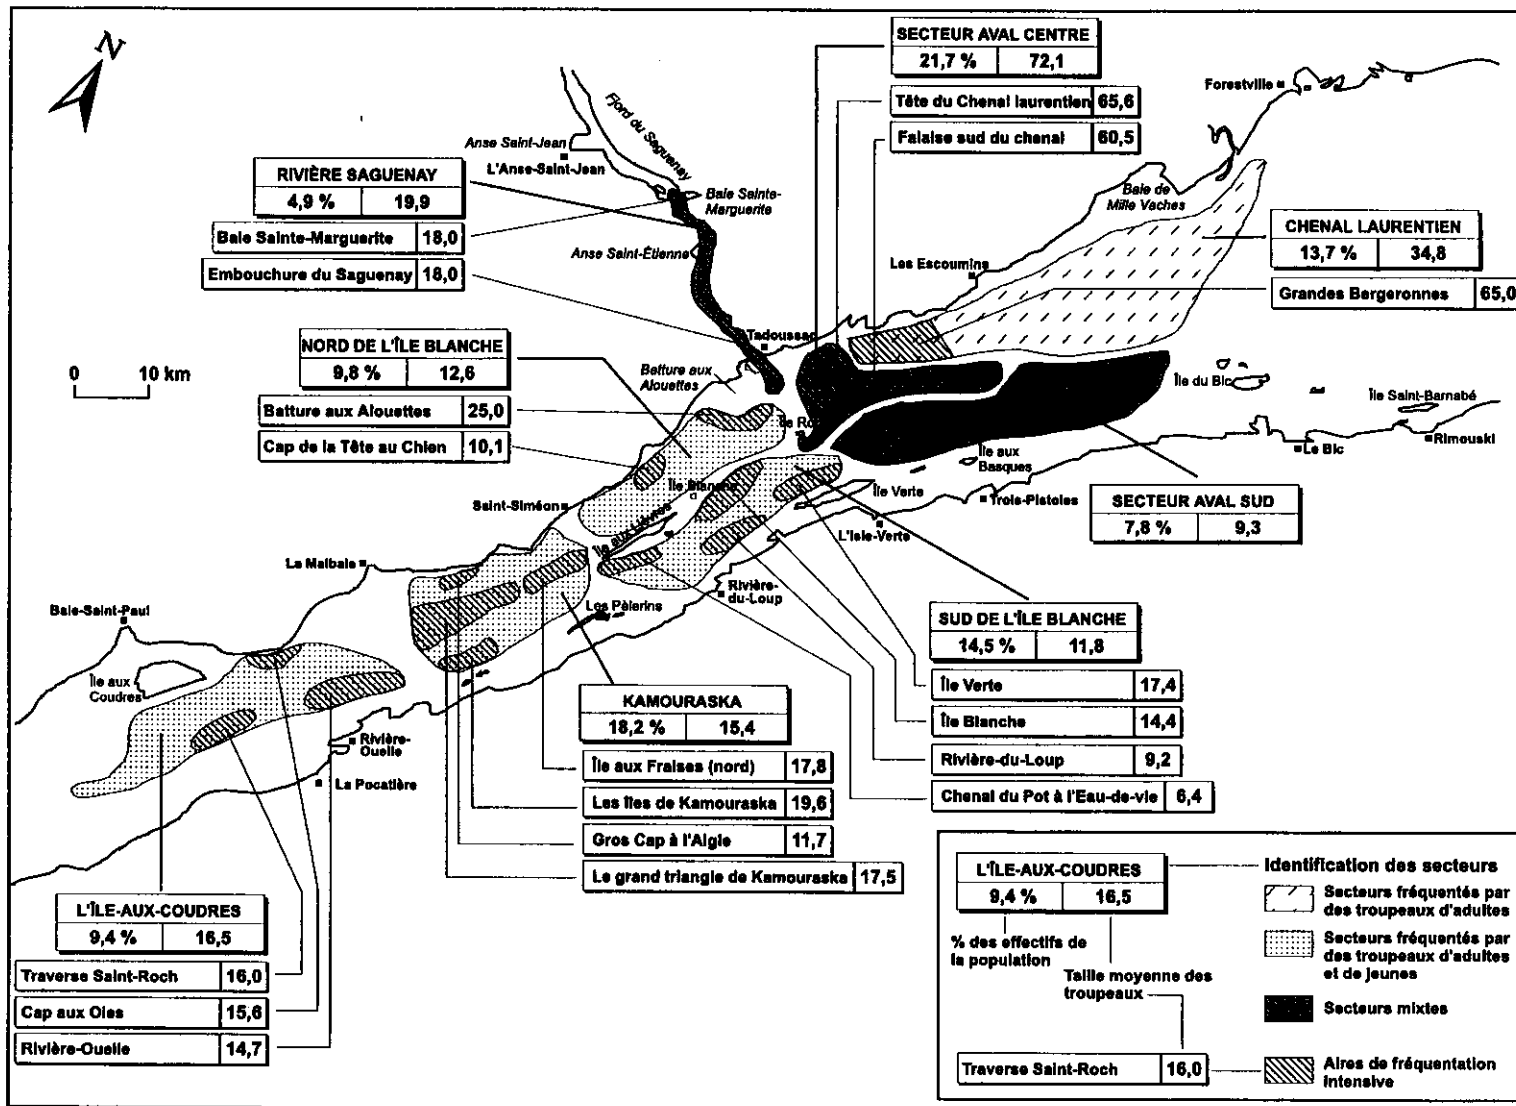 N
0 10 km
SECTEUR AVAL CENTRE
21,7 % 72,1
Tête du Chenal laurentien 65,6
Falaise sud du chenal 60,5
Forestville
Fjord du Saguenay
Anse Saint-Jean
L'Anse-Saint-Jean
RIVIÈRE SAGUENAY
4,9 % 19,9
Baie Sainte-Marguerite 18,0
Embouchure du Saguenay 18,0
Baie Sainte-
Marguerite
Anse Saint-Étienne
Baie de
Mille Vaches
Les Escoumins
CHENAL LAURENTIEN
13,7 % 34,8
Grandes Bergeronnes 65,0
NORD DE L'ÎLE BLANCHE
9,8 % 12,6
Batture aux Alouettes 25,0
Cap de la Tête au Chien 10,1
Tadoussac
Batture aux
Alouettes
Île du Bic
Île Saint-Barnabé
Rimouski
Le Bic
Île aux
Basques
Trois-Pistoles
Île Verte
L'Isle-Verte
Île Blanche
Île aux Lièvres
Saint-Siméon
SECTEUR AVAL SUD
7,8 % 9,3
La Malbaie
Rivière-
du-Loup
Les Pèlerins
Baie-Saint-Paul
Île aux
Coudres
Rivière-
Ouelle
La Pocatière
SUD DE L'ÎLE BLANCHE
14,5 % 11,8
Île Verte 17,4
Île Blanche 14,4
Rivière-du-Loup 9,2
Chenal du Pot à l'Eau-de-vie 6,4
KAMOURASKA
18,2 % 15,4
Île aux Fraises (nord) 17,8
Les îles de Kamouraska 19,6
Gros Cap à l'Aigle 11,7
Le grand triangle de Kamouraska 17,5
L'ÎLE-AUX-COUDRES
9,4 % 16,5
Traverse Saint-Roch 16,0
Cap aux Oies 15,6
Rivière-Ouelle 14,7
L'ÎLE-AUX-COUDRES
9,4 % 16,5
% des effectifs de
la population
Taille moyenne des
troupeaux
Traverse Saint-Roch 16,0
Identification des secteurs
Secteurs fréquentés par
des troupeaux d'adultes
Secteurs fréquentés par
des troupeaux d'adultes
et de jeunes
Secteurs mixtes
Aires de fréquentation
intensive